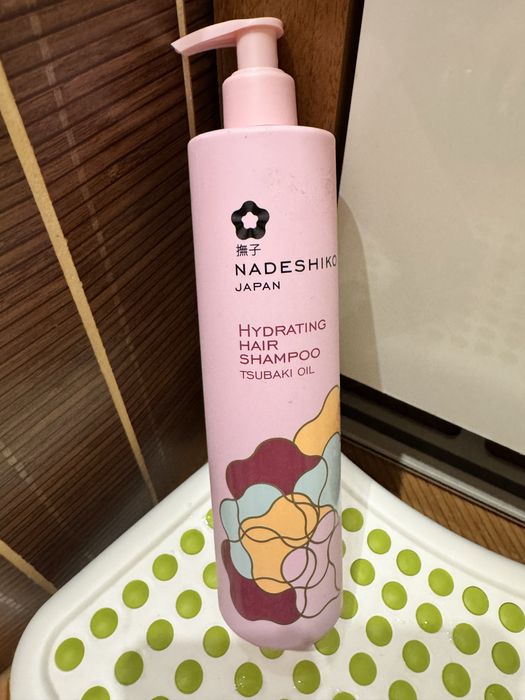 撫子
NADESHIKO
JAPAN
HYDRATING
HAIR
SHAMPOO
TSUBAKI OIL